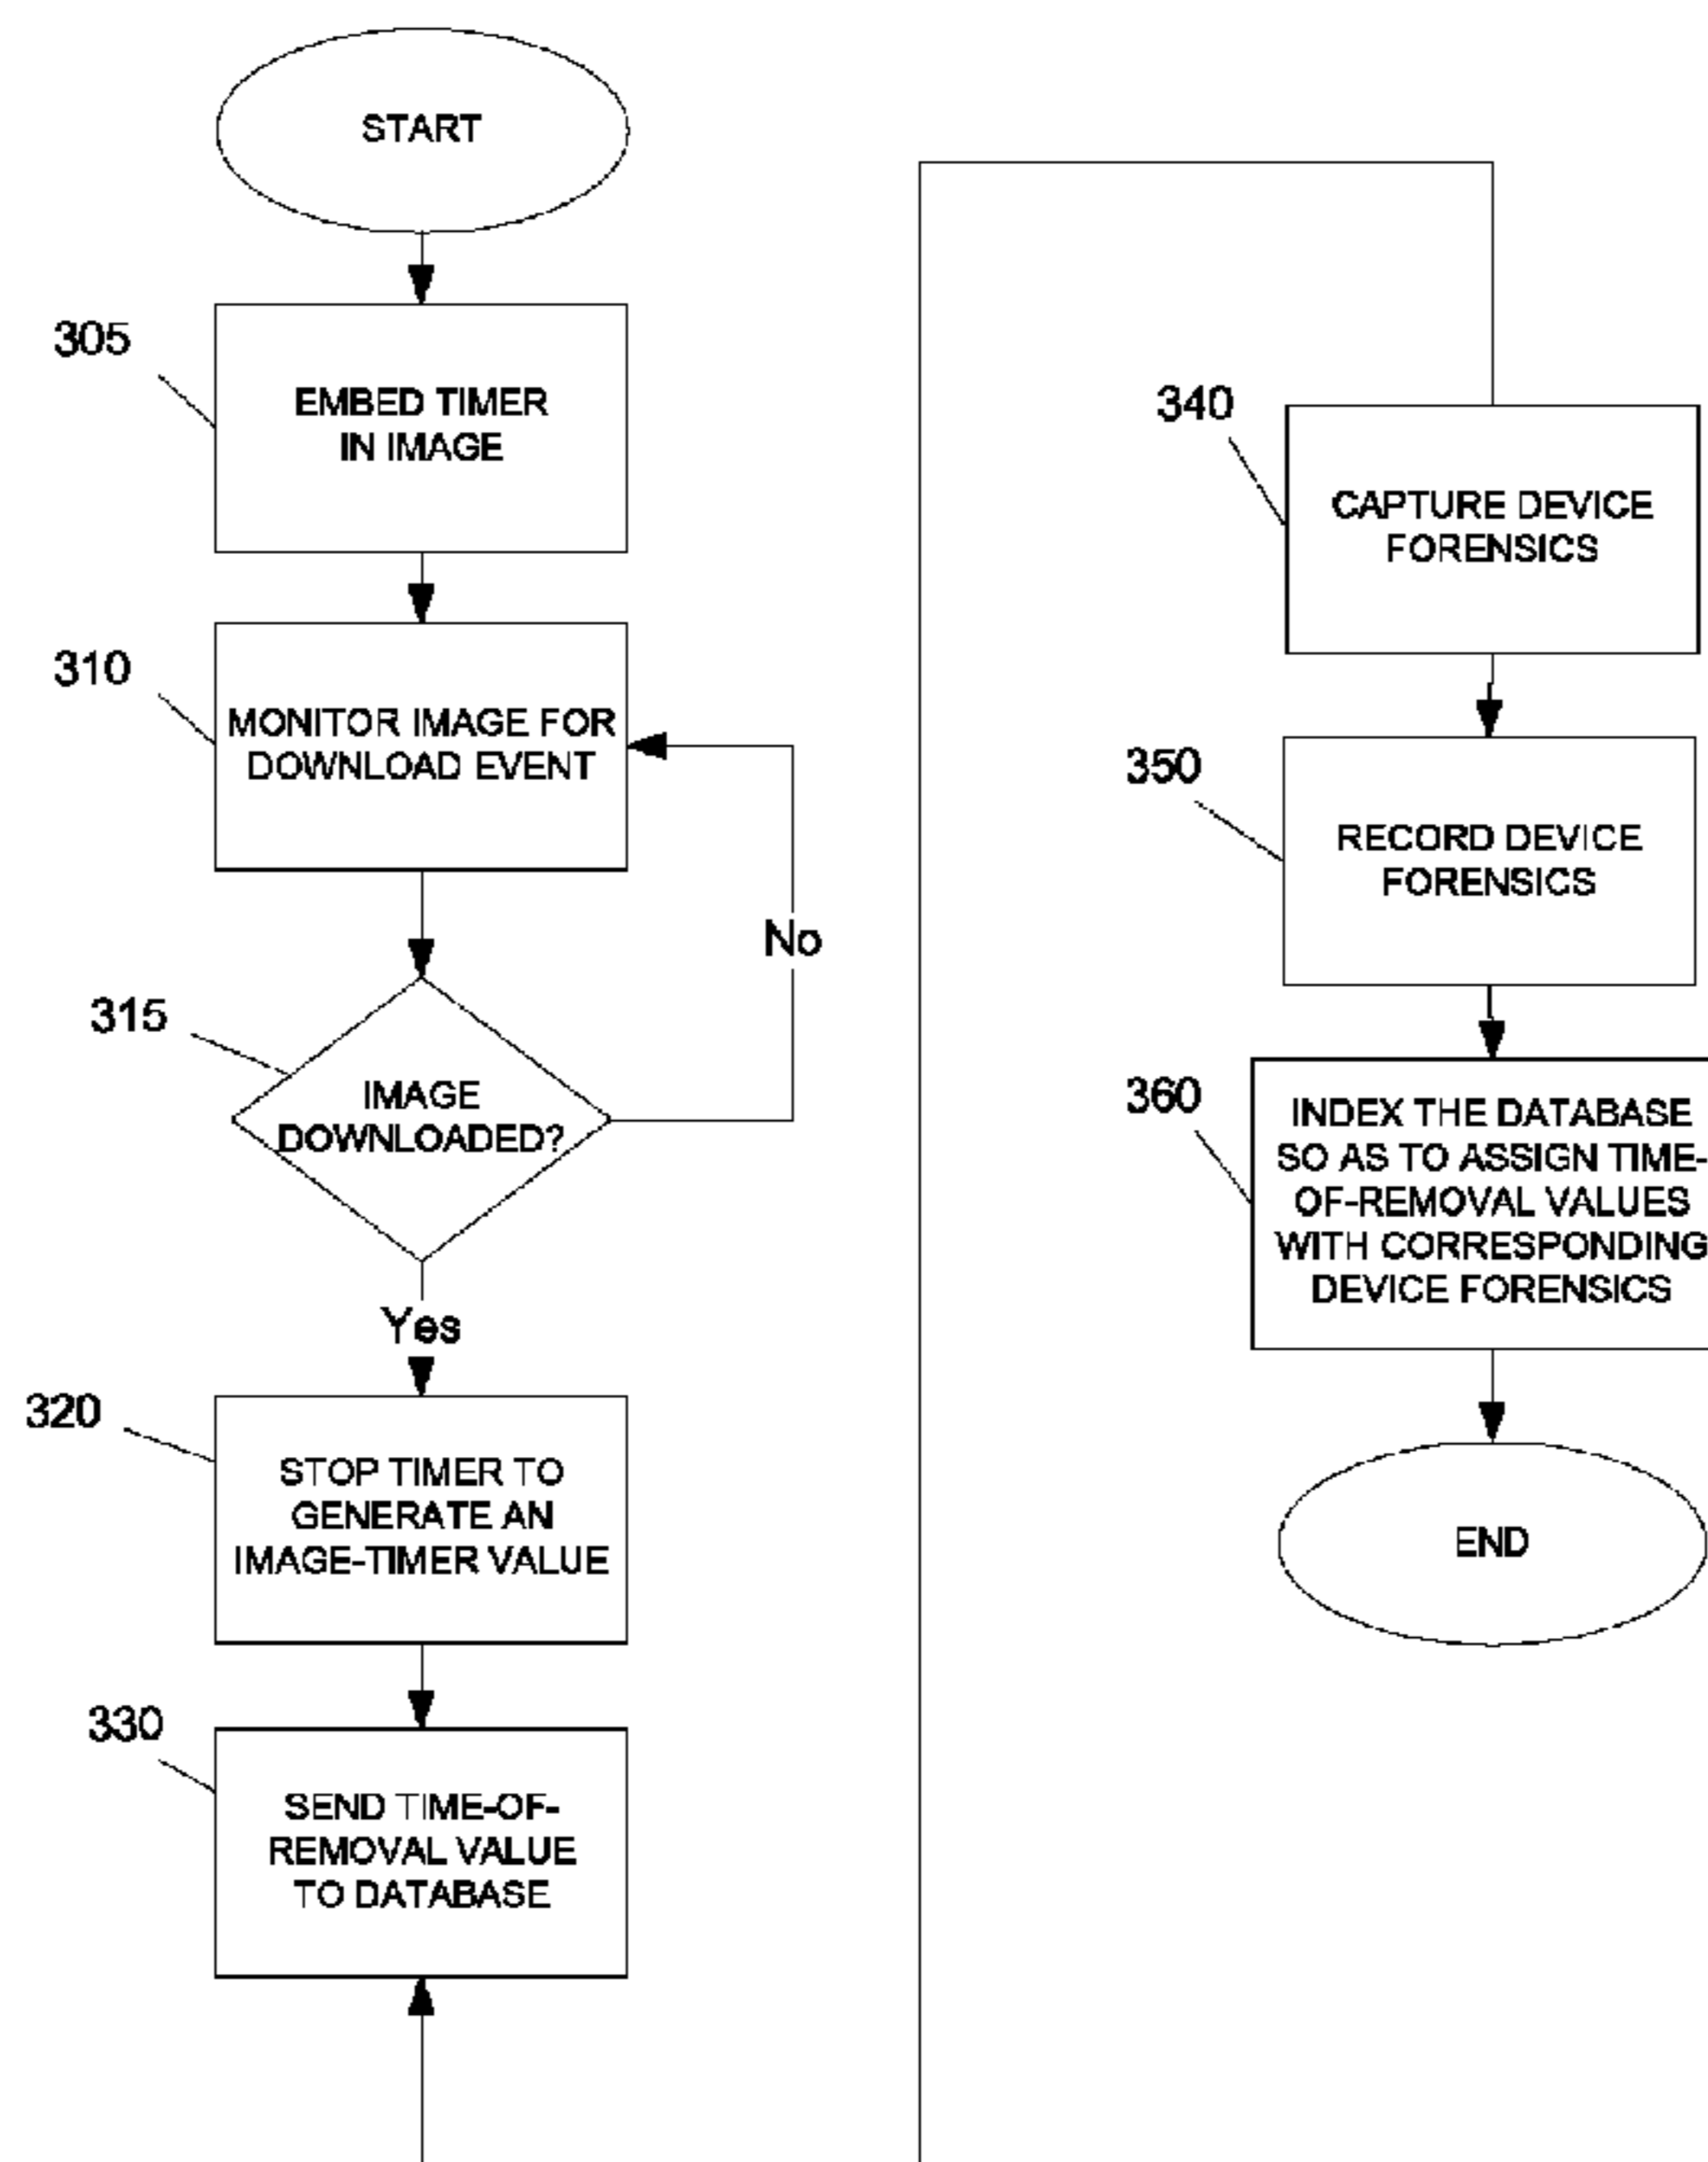 START
305
EMBED TIMER
IN IMAGE
310
MONITOR IMAGE FOR
DOWNLOAD EVENT
No
315
IMAGE
DOWNLOADED?
Yes
320
STOP TIMER TO
GENERATE AN
IMAGE-TIMER VALUE
330
SEND TIME-OF-
REMOVAL VALUE
TO DATABASE
340
CAPTURE DEVICE
FORENSICS
350
RECORD DEVICE
FORENSICS
360
INDEX THE DATABASE
SO AS TO ASSIGN TIME-
OF-REMOVAL VALUES
WITH CORRESPONDING
DEVICE FORENSICS
END